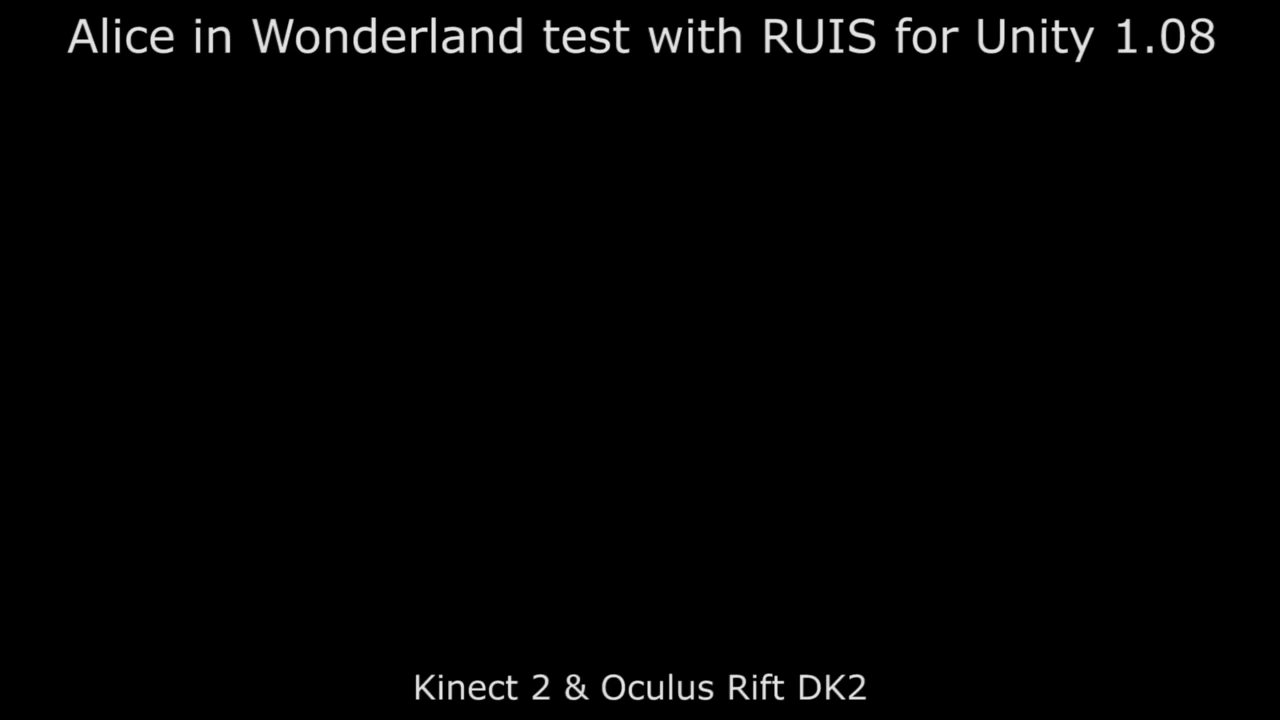 Alice in Wonderland test with RUIS for Unity 1.08
Kinect 2 & Oculus Rift DK2